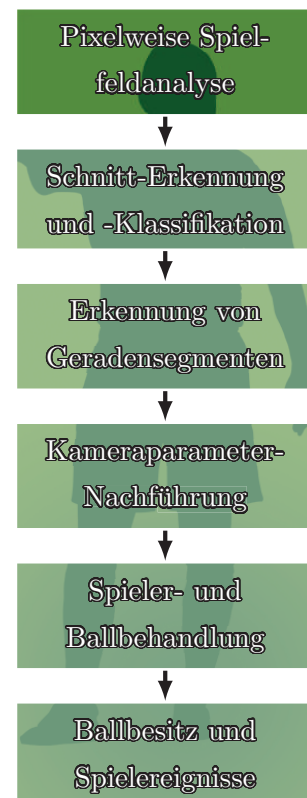 Pixelweise Spiel-
feldanalyse
Schnitt-Erkennung
und -Klassifikation
Erkennung von
Geradensegmenten
Kameraparameter-
Nachführung
Spieler- und
Ballbehandlung
Ballbesitz und
Spielereignisse